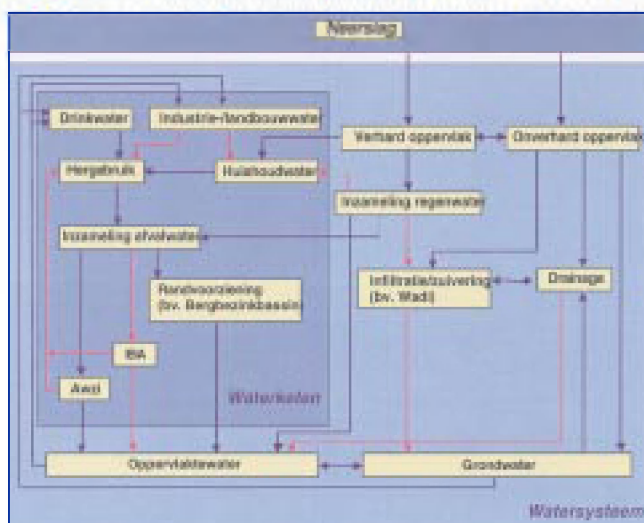 Neerslag
Drinkwater
Industrie-/landbouwwater
Verhard oppervlak
Onverhard oppervlak
Hergebruik
Huishoudwater
Inzameling regenwater
Inzameling afvalwater
Randvoorziening
(bv. Bergbezinkbassin)
Infiltratie/zuivering
(bv. Wadi)
Drainage
IBA
Awzi
Waterketen
Oppervlaktewater
Grondwater
Watersysteem